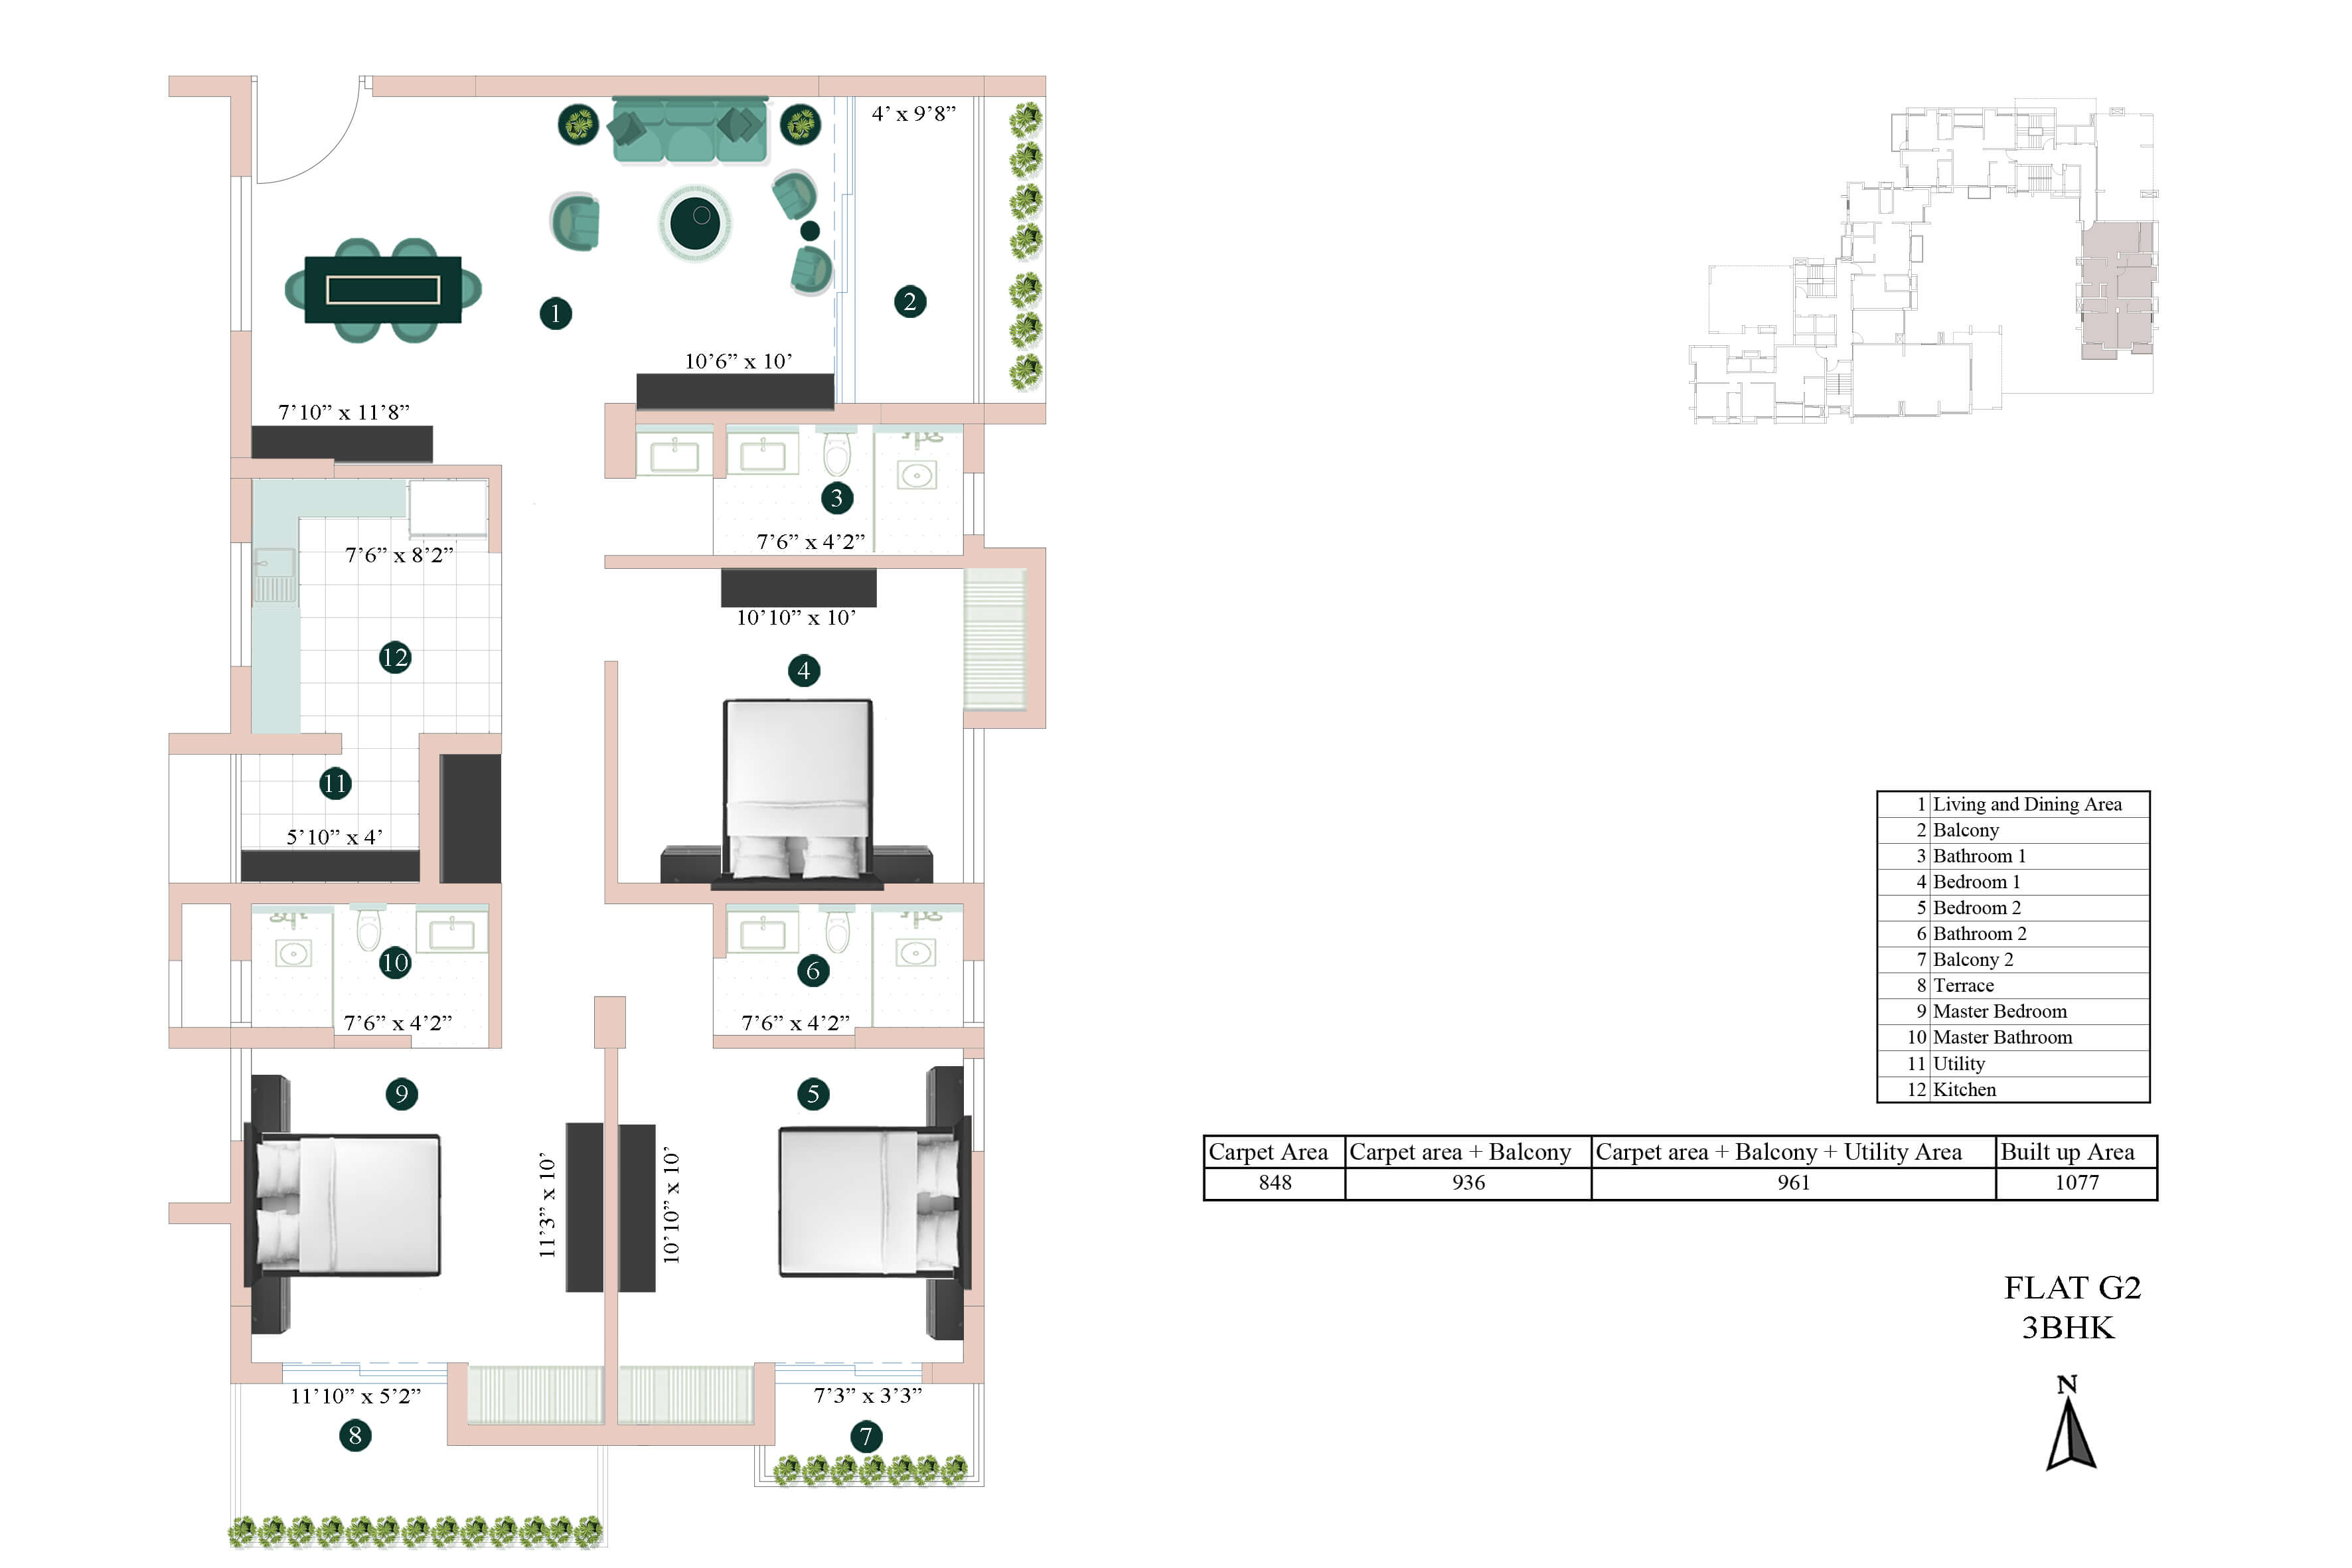 4’ x 9’8”
2
1
10’6” x 10’
7’10” x 11’8”
3
7’6” x 4’2”
7’6” x 8’2”
10’10” x 10’
12
4
11
5’10” x 4’
10
6
7’6” x 4’2”
7’6” x 4’2”
9
5
11’3” x 10’
10’10” x 10’
11’10” x 5’2”
7’3” x 3’3”
8
7
1 Living and Dining Area
2 Balcony
3 Bathroom 1
4 Bedroom 1
5 Bedroom 2
6 Bathroom 2
7 Balcony 2
8 Terrace
9 Master Bedroom
10 Master Bathroom
11 Utility
12 Kitchen
Carpet Area Carpet area + Balcony Carpet area + Balcony + Utility Area Built up Area
848 936 961 1077
FLAT G2
3BHK
N